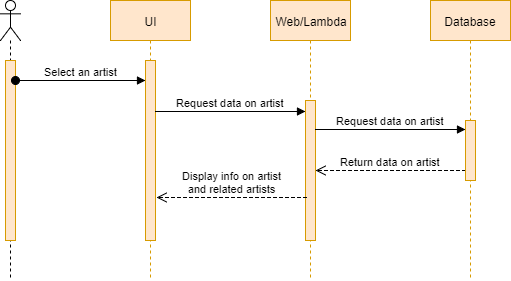 UI
Web/Lambda
Database
Select an artist
Request data on artist
Request data on artist
Return data on artist
Display info on artist
and related artists